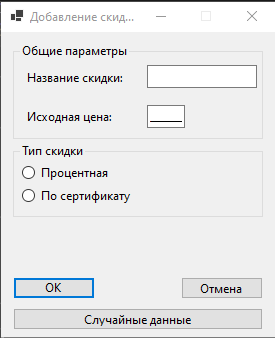 Добавление скид...
Общие параметры
Название скидки:
Исходная цена:
Тип скидки
Процентная
По сертификату
OK
Отмена
Случайные данные